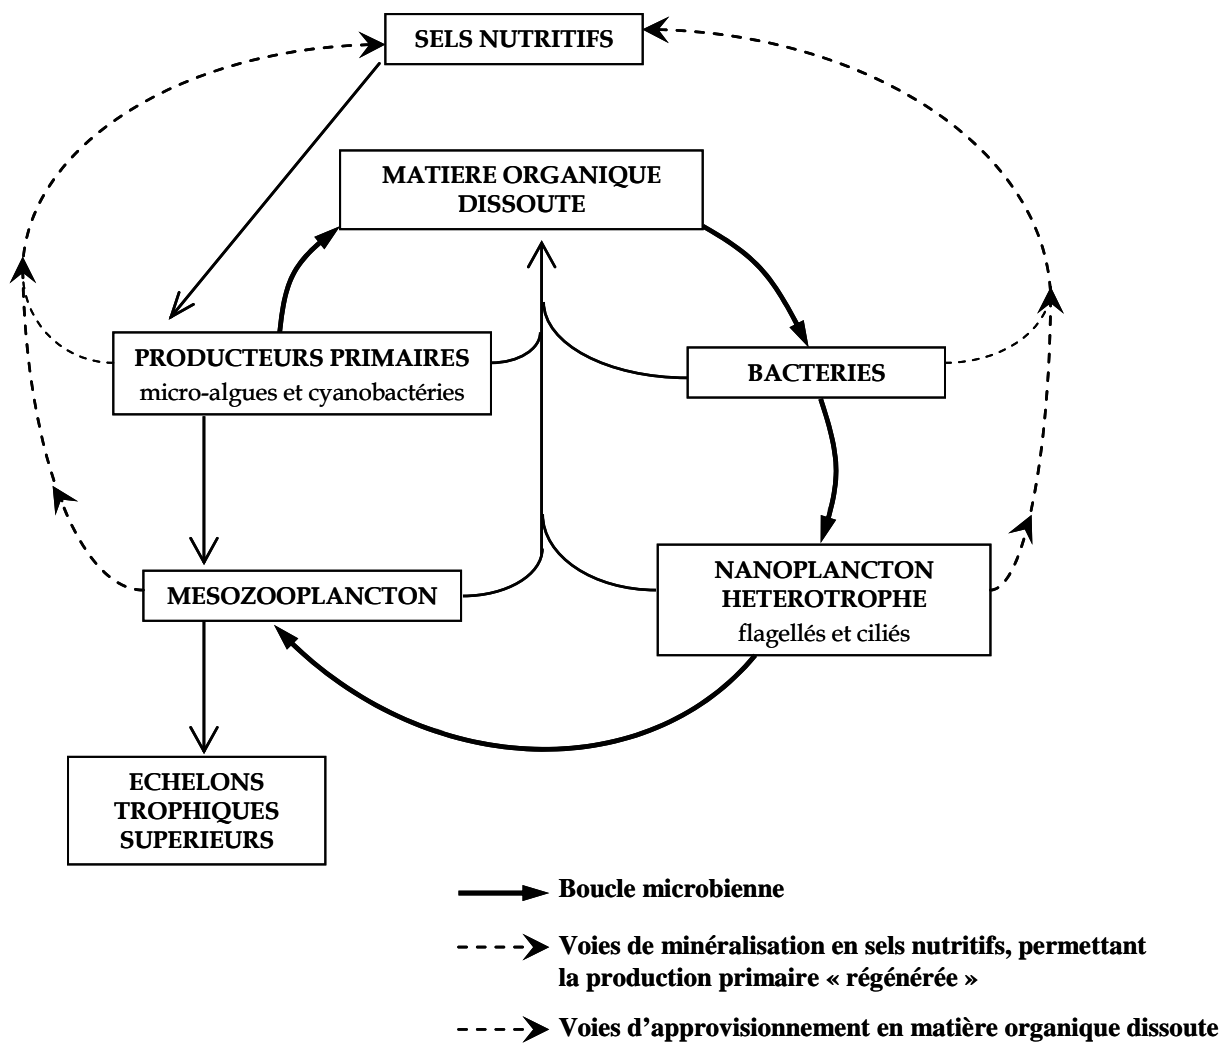 SELS NUTRITIFS
MATIERE ORGANIQUE
DISSOUTE
PRODUCTEURS PRIMAIRES
micro-algues et cyanobactéries
BACTERIES
MESOZOOPLANCTON
NANOPLANCTON
HETEROTROPHE
flagellés et ciliés
ECHELONS
TROPHIQUES
SUPERIEURS
Boucle microbienne
Voies de minéralisation en sels nutritifs, permettant
la production primaire « régénérée »
Voies d’approvisionnement en matière organique dissoute